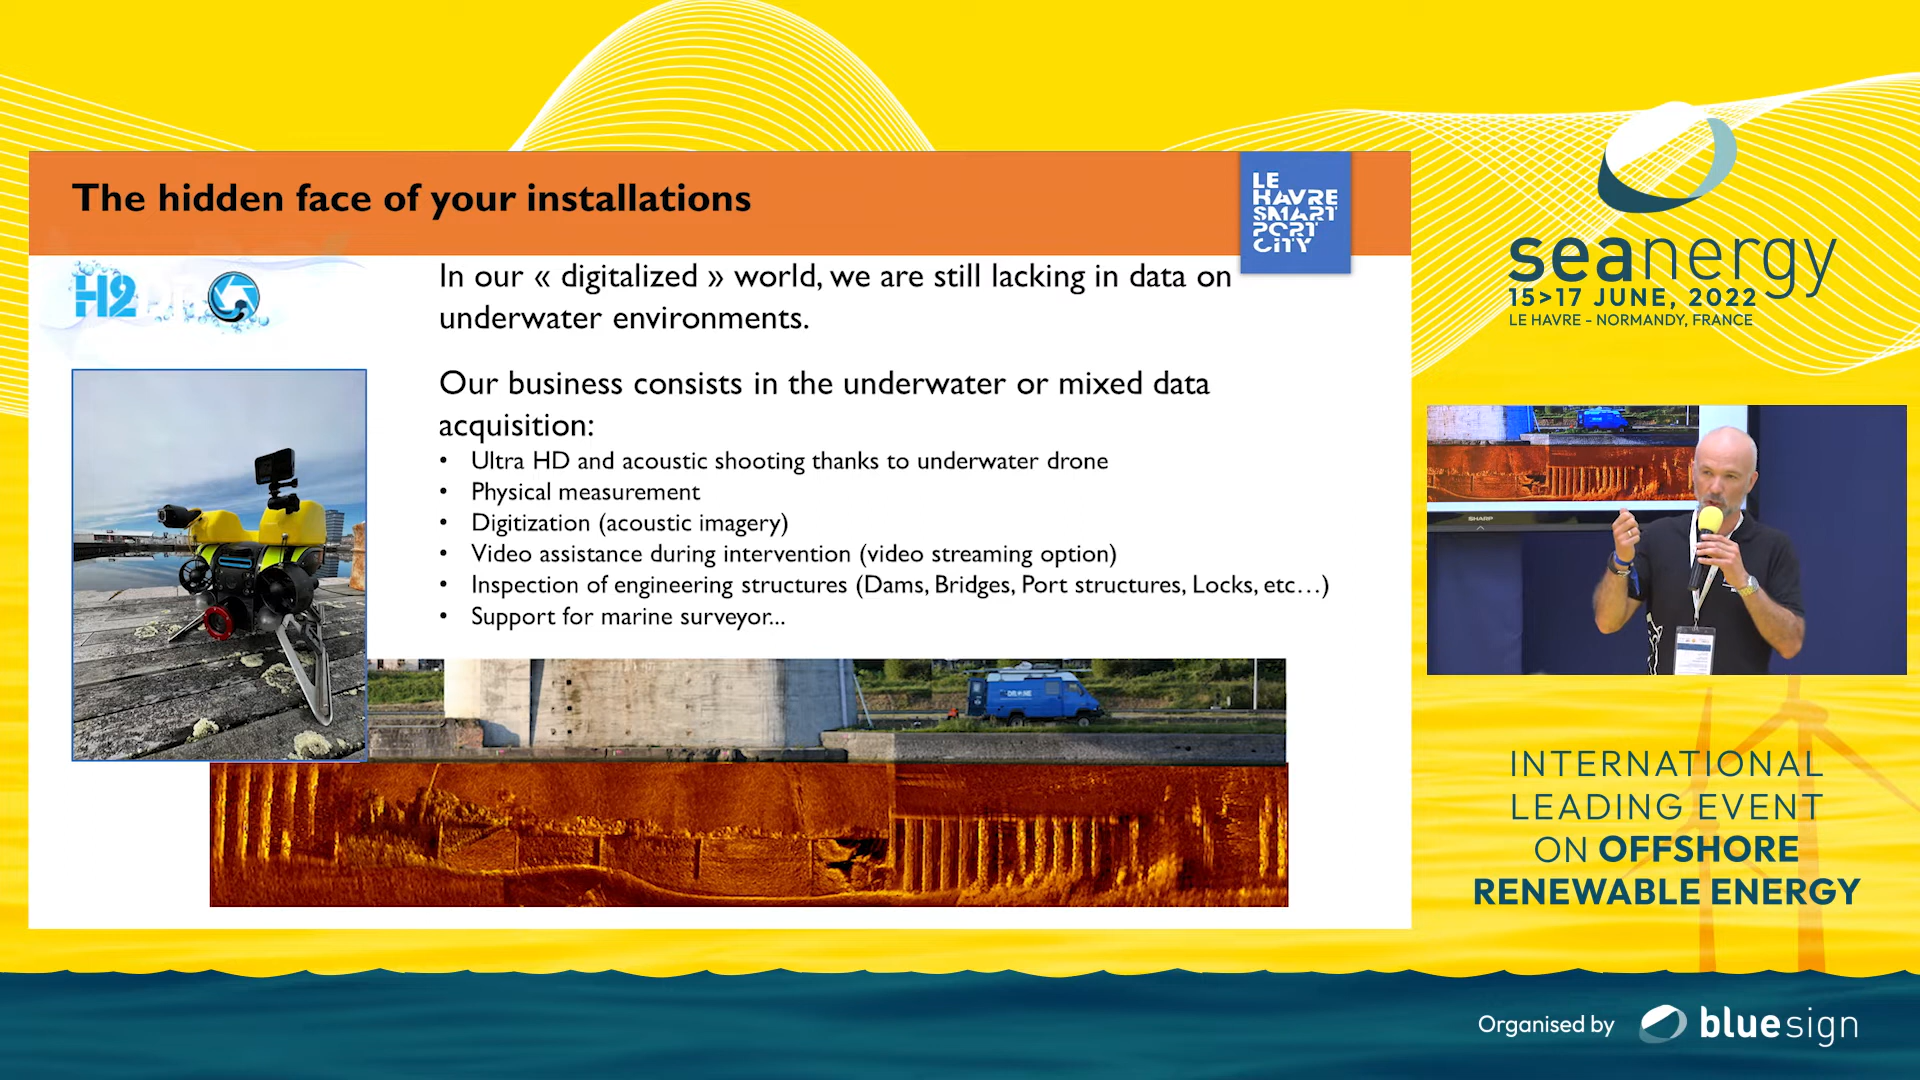 The hidden face of your installations
LE
HAVRE
SMART
PORT
CITY
H2
In our « digitalized » world, we are still lacking in data on
underwater environments.
Our business consists in the underwater or mixed data
acquisition:
• Ultra HD and acoustic shooting thanks to underwater drone
• Physical measurement
• Digitization (acoustic imagery)
• Video assistance during intervention (video streaming option)
• Inspection of engineering structures (Dams, Bridges, Port structures, Locks, etc…)
• Support for marine surveyor...
seanergy
15>17 JUNE, 2022
LE HAVRE - NORMANDY, FRANCE
SHARP
INTERNATIONAL
LEADING EVENT
ON OFFSHORE
RENEWABLE ENERGY
Organised by bluesign